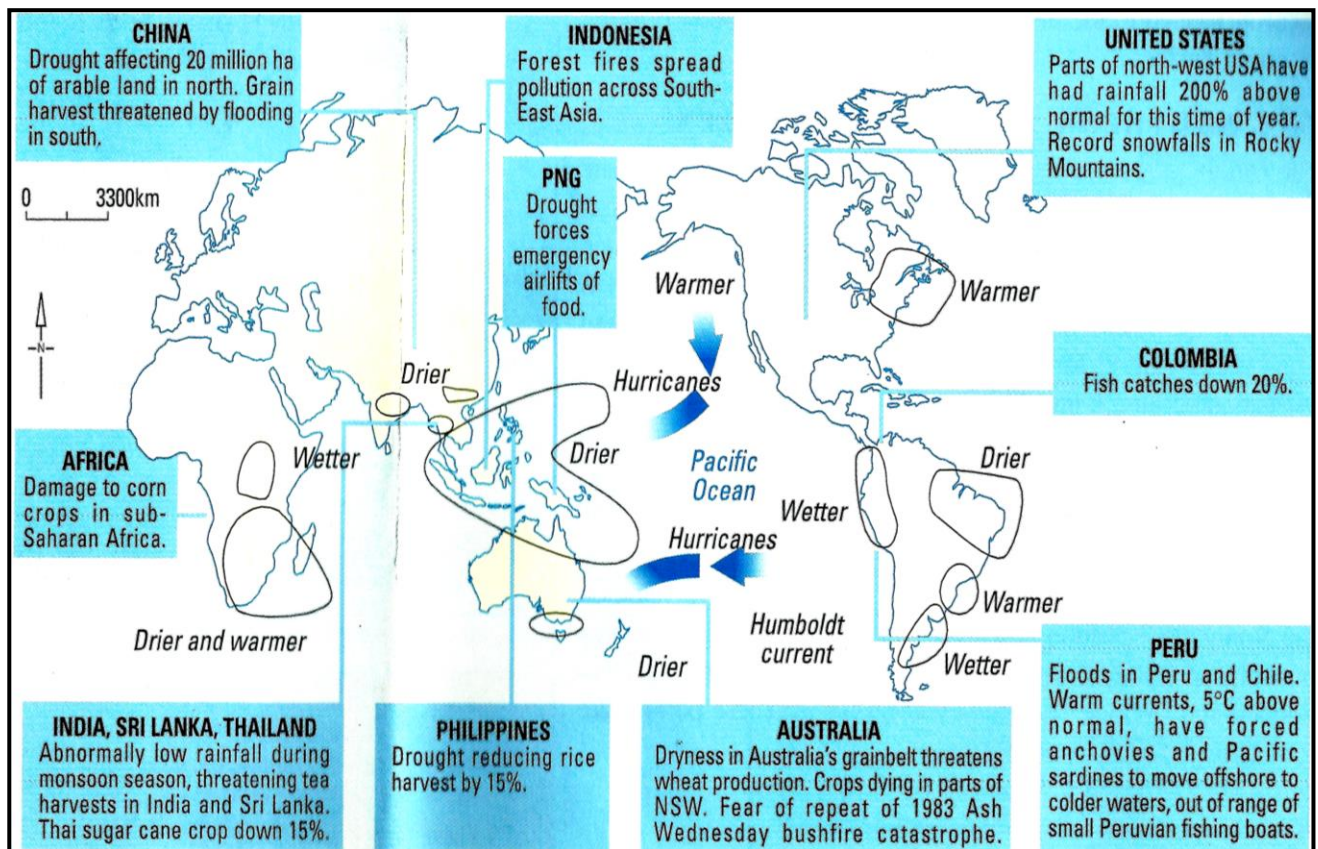 CHINA
Drought affecting 20 million ha
of arable land in north. Grain
harvest threatened by flooding
in south.
INDONESIA
Forest fires spread
pollution across South-
East Asia.
UNITED STATES
Parts of north-west USA have
had rainfall 200% above
normal for this time of year.
Record snowfalls in Rocky
Mountains.
0 3300km
PNG
Drought
forces
emergency
airlifts of
food.
N
Warmer
Warmer
COLOMBIA
Fish catches down 20%.
Drier
Hurricanes
AFRICA
Damage to corn
crops in sub-
Saharan Africa.
Wetter
Drier
Pacific
Ocean
Drier
Wetter
Hurricanes
Drier and warmer
Drier
Humboldt
current
Warmer
Wetter
INDIA, SRI LANKA, THAILAND
Abnormally low rainfall during
monsoon season, threatening tea
harvests in India and Sri Lanka.
Thai sugar cane crop down 15%.
PHILIPPINES
Drought reducing rice
harvest by 15%.
AUSTRALIA
Dryness in Australia's grainbelt threatens
wheat production. Crops dying in parts of
NSW. Fear of repeat of 1983 Ash
Wednesday bushfire catastrophe.
PERU
Floods in Peru and Chile.
Warm currents, 5°C above
normal, have forced
anchovies and Pacific
sardines to move offshore to
colder waters, out of range of
small Peruvian fishing boats.